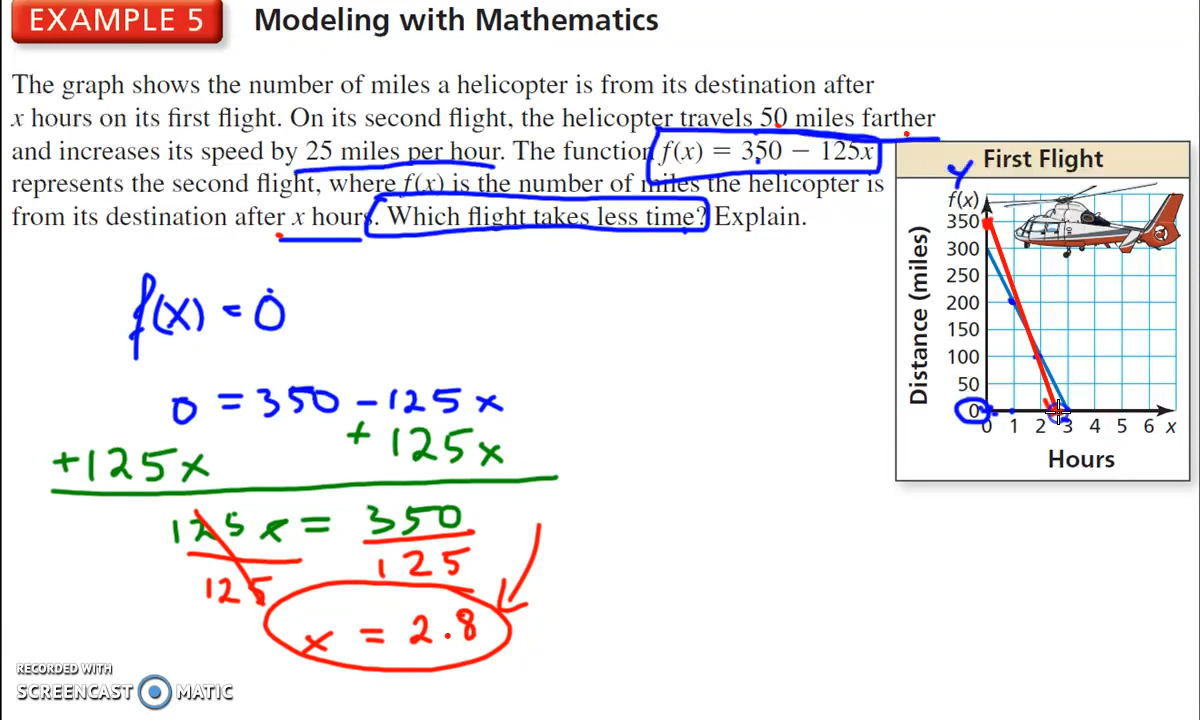 EXAMPLE 5 Modeling with Mathematics
The graph shows the number of miles a helicopter is from its destination after
x hours on its first flight. On its second flight, the helicopter travels 50 miles farther
and increases its speed by 25 miles per hour. The function f(x) = 350 − 125x
represents the second flight, where f(x) is the number of miles the helicopter is
from its destination after x hours. Which flight takes less time? Explain.
f(x) = 0
0 = 350 - 125x
+125x + 125x
125x = 350
125 125
x = 2.8
First Flight
y
f(x)
350
300
250
200
150
100
50
0
0 1 2 3 4 5 6 x
Distance (miles)
Hours
RECORDED WITH
SCREENCAST MATIC